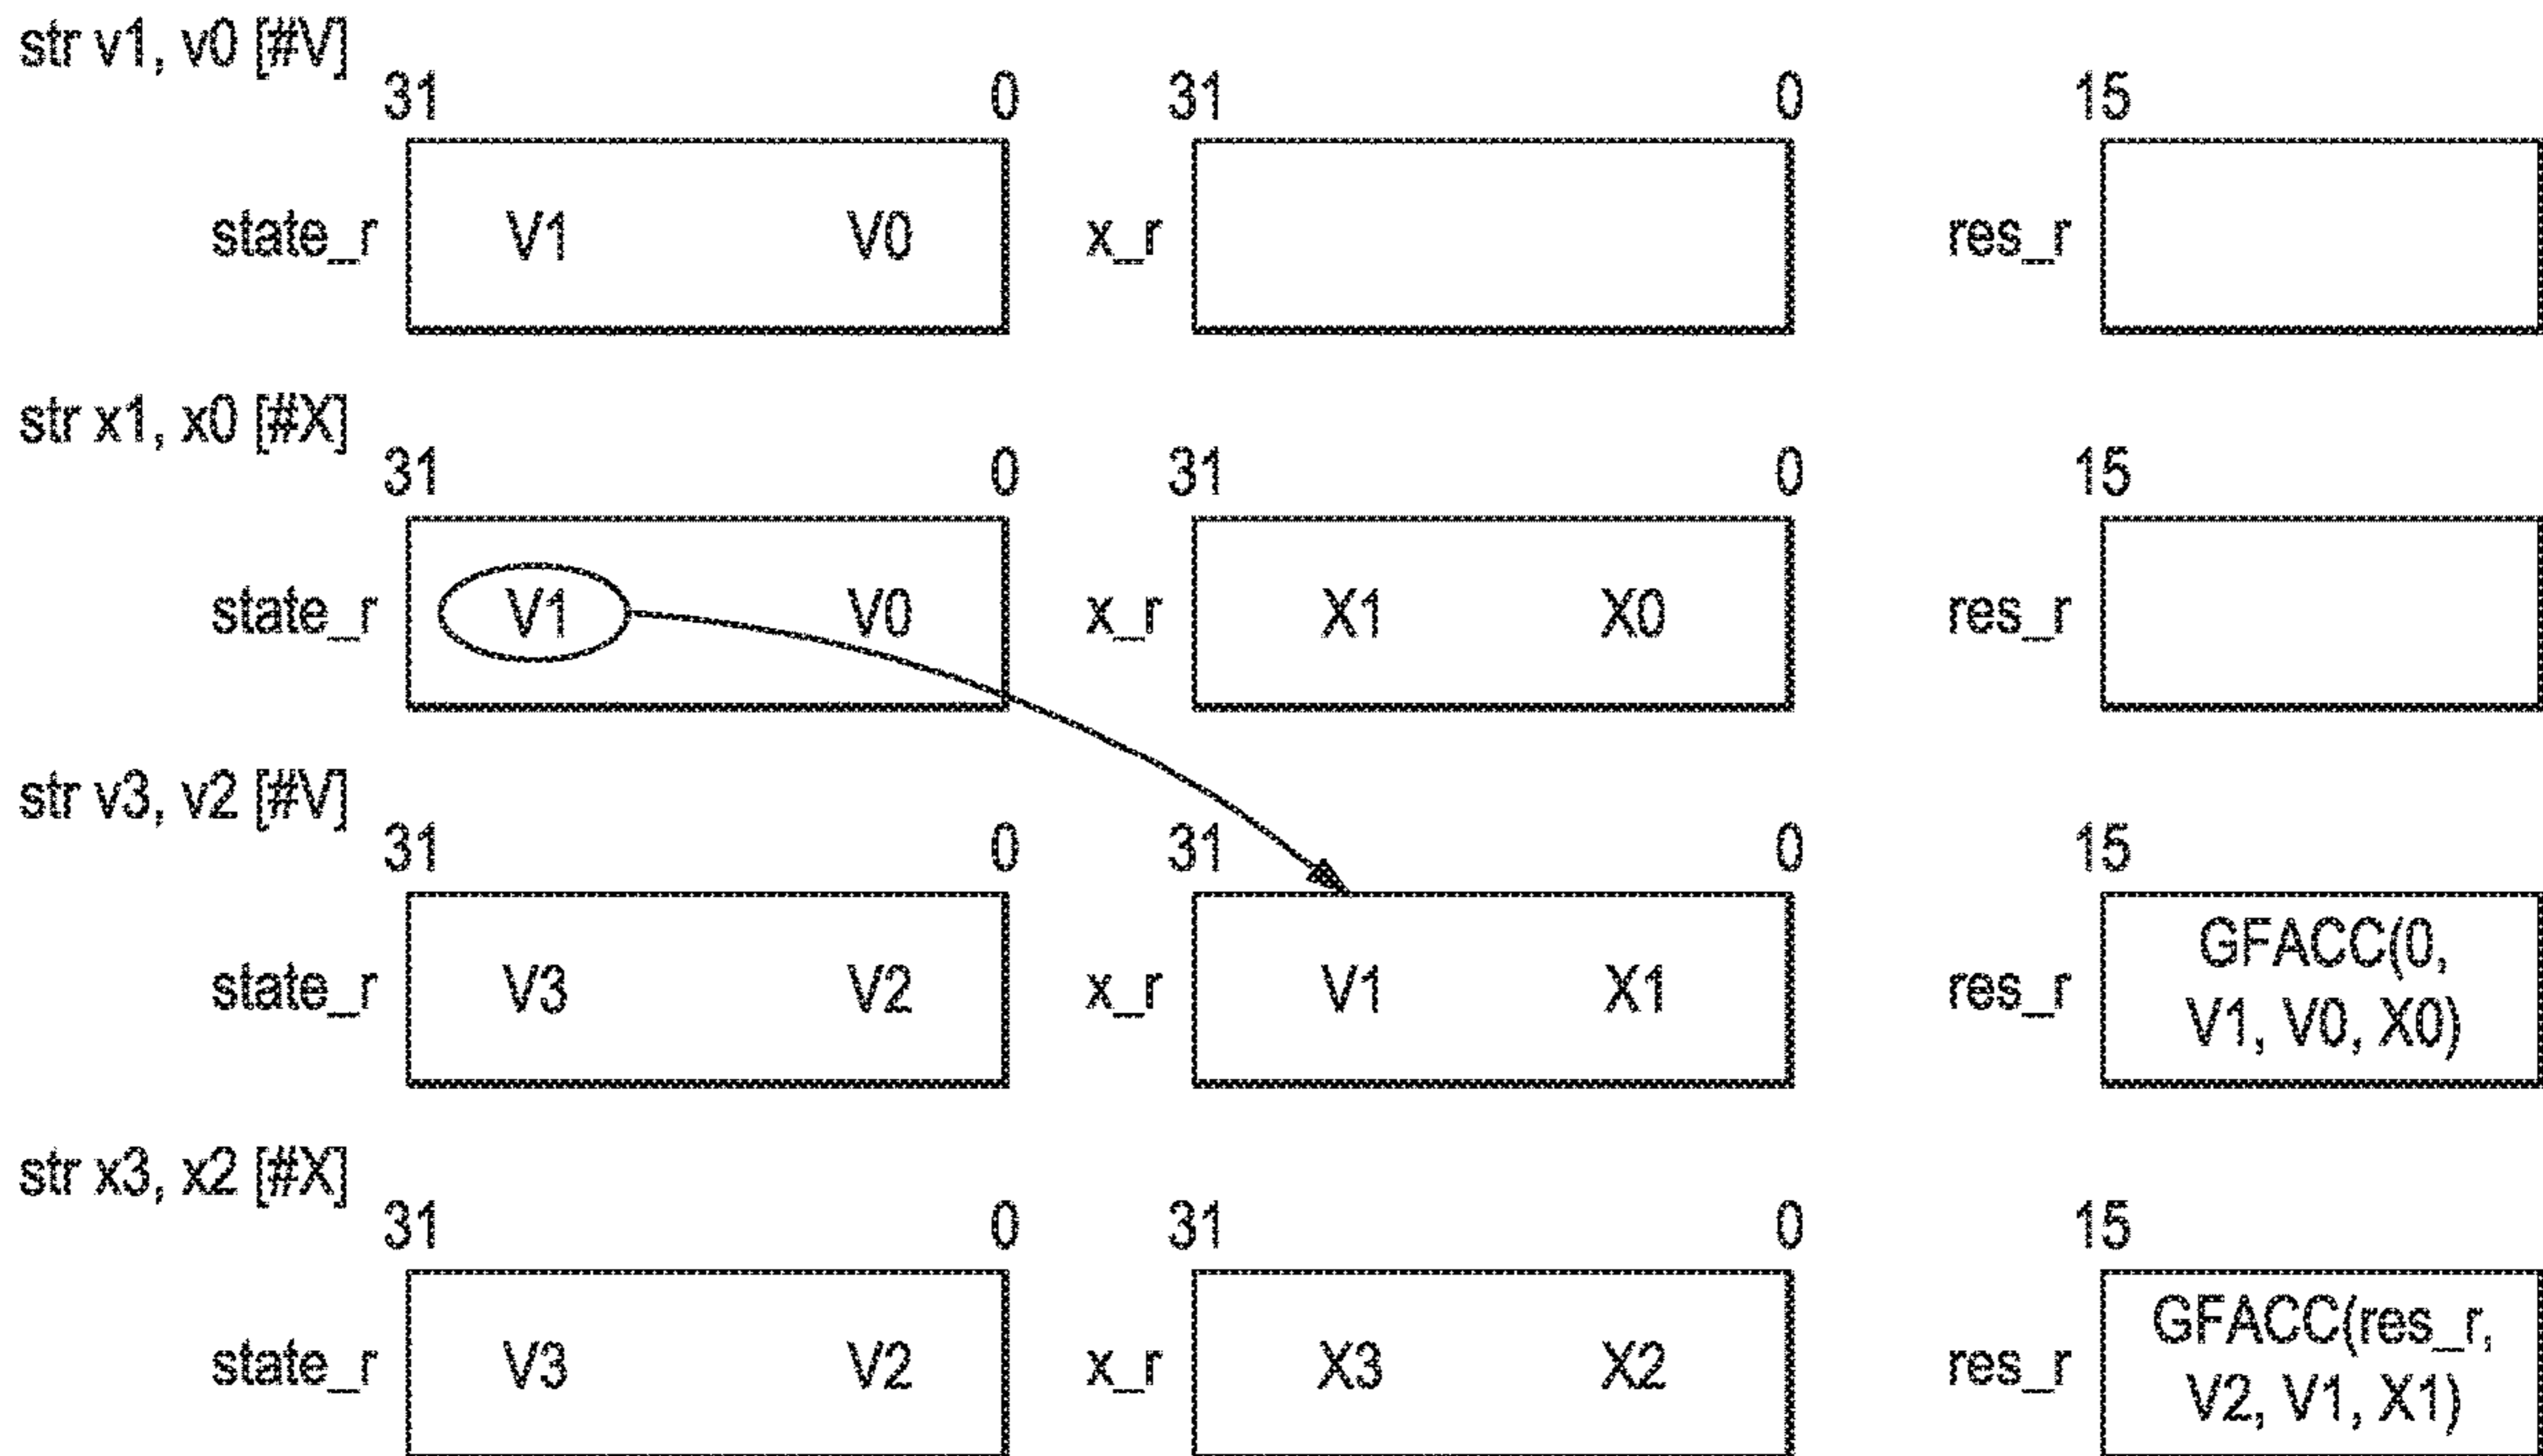 str v1, v0 [#V]
31 0 31 0 15
state_r V1 V0 x_r res_r
str x1, x0 [#X]
31 0 31 0 15
state_r V1 V0 x_r X1 X0 res_r
str v3, v2 [#V]
31 0 31 0 15
state_r V3 V2 x_r V1 X1 res_r GFACC(0,
V1, V0, X0)
str x3, x2 [#X]
31 0 31 0 15
state_r V3 V2 x_r X3 X2 res_r GFACC(res_r,
V2, V1, X1)